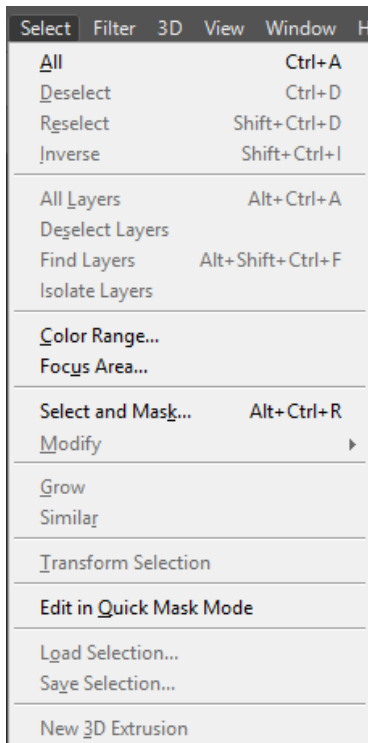 Select Filter 3D View Window H
All Ctrl+A
Deselect Ctrl+D
Reselect Shift+Ctrl+D
Inverse Shift+Ctrl+I
All Layers Alt+Ctrl+A
Deselect Layers
Find Layers Alt+Shift+Ctrl+F
Isolate Layers
Color Range...
Focus Area...
Select and Mask... Alt+Ctrl+R
Modify
Grow
Similar
Transform Selection
Edit in Quick Mask Mode
Load Selection...
Save Selection...
New 3D Extrusion